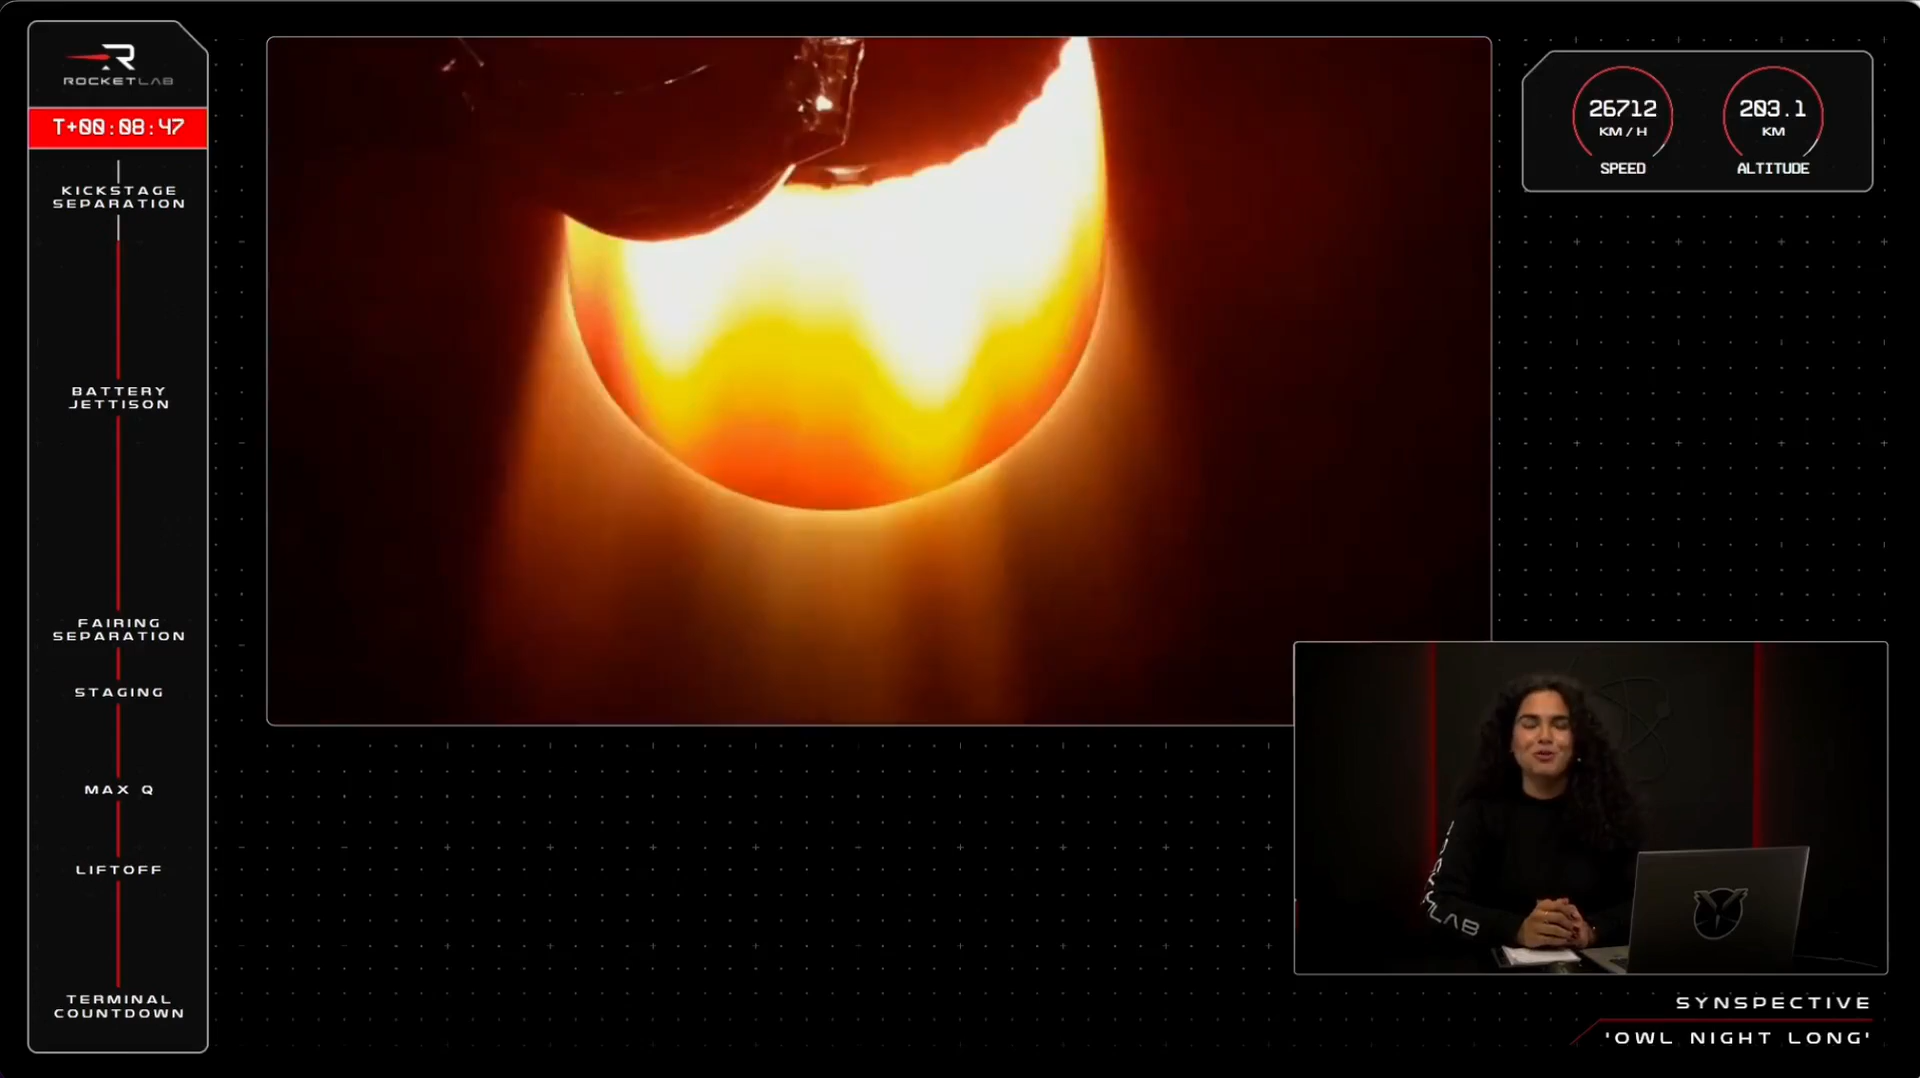 ROCKETLAB
T+00:08:47
KICKSTAGE
SEPARATION
BATTERY
JETTISON
FAIRING
SEPARATION
STAGING
MAX Q
LIFTOFF
TERMINAL
COUNTDOWN
26712
KM/H
SPEED
203.1
KM
ALTITUDE
LAB
SYNSPECTIVE
'OWL NIGHT LONG'